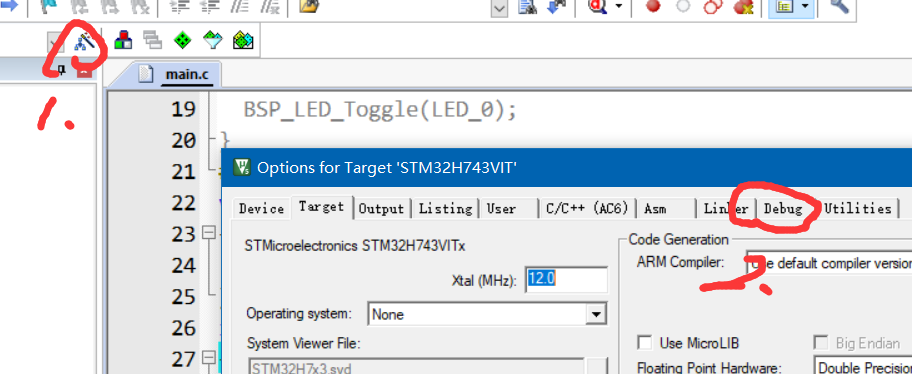 main.c
19 BSP_LED_Toggle(LED_0);
20 }
21
22
23
24
25
26
27
1.
Options for Target 'STM32H743VIT'
Device Target Output Listing User C/C++ (AC6) Asm Linker Debug Utilities
STMicroelectronics STM32H743VITx
Xtal (MHz): 12.0
Operating system: None
System Viewer File:
STM32H7x3.svd
Code Generation
ARM Compiler: Use default compiler version
2.
Use MicroLIB Big Endian
Floating Point Hardware: Double Precision